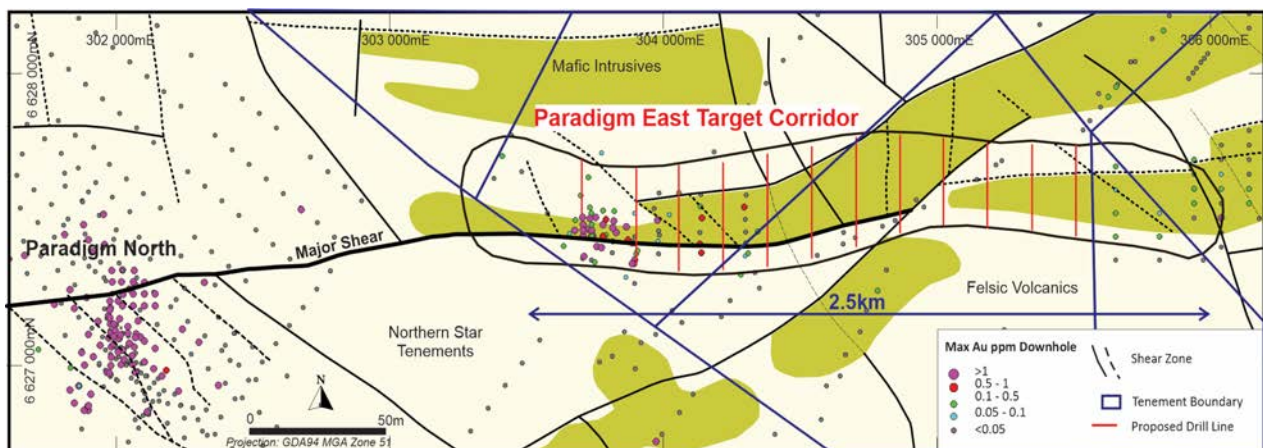 302 000mE
303 000mE
304 000mE
305 000mE
306 000mE
6 628 000mN
Mafic Intrusives
Paradigm East Target Corridor
Paradigm North
Major Shear
2.5km
Felsic Volcanics
Northern Star
Tenements
6 627 000mN
N
0 50m
Projection: GDA94 MGA Zone 51
Max Au ppm Downhole
>1
0.5 - 1
0.1 - 0.5
0.05 - 0.1
<0.05
Shear Zone
Tenement Boundary
Proposed Drill Line